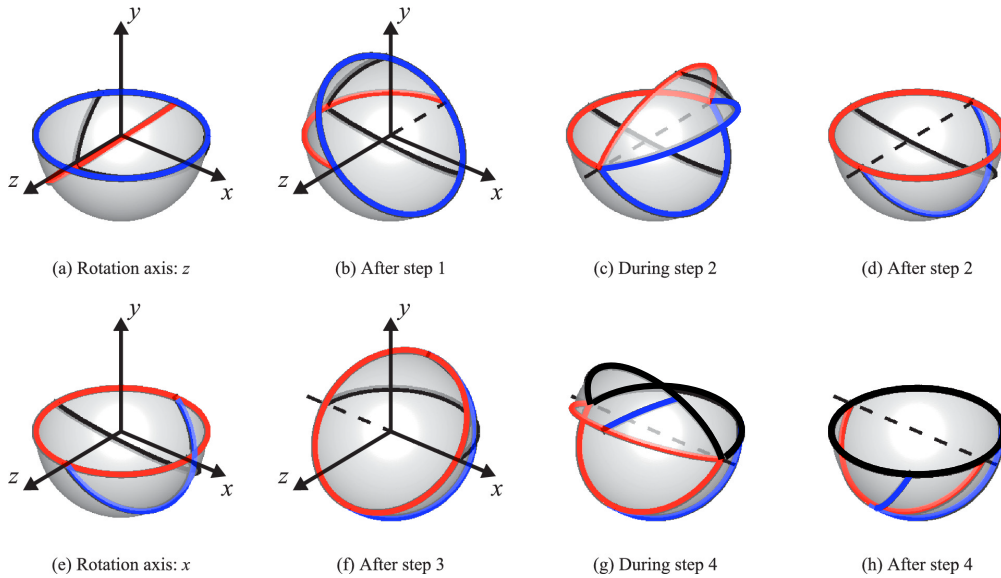 y
z
x
y
z
x
(a) Rotation axis: z
(b) After step 1
(c) During step 2
(d) After step 2
y
z
x
y
z
x
(e) Rotation axis: x
(f) After step 3
(g) During step 4
(h) After step 4